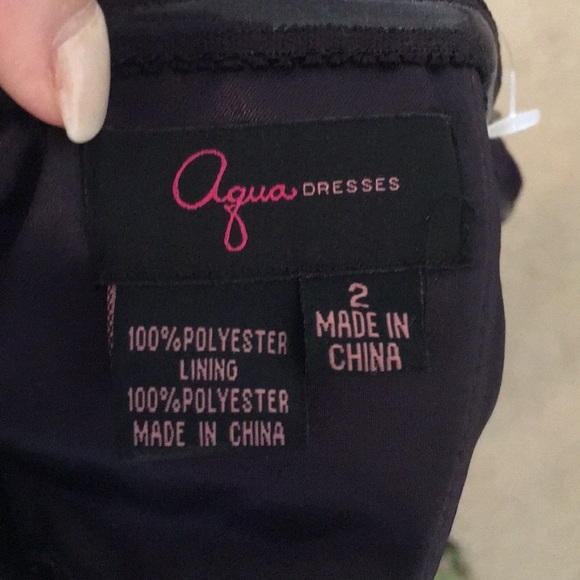 aqua DRESSES
2
MADE IN
CHINA
100%POLYESTER
LINING
100%POLYESTER
MADE IN CHINA